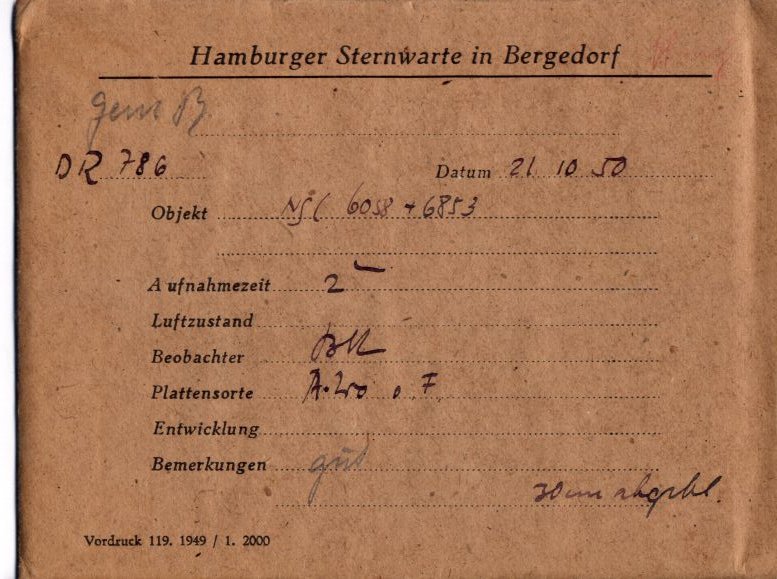 Hamburger Sternwarte in Bergedorf
DR 786 Datum 21 10 50
Objekt NGC 6058 + 6853
Aufnahmezeit 2
Luftzustand
Beobachter
Plattensorte
Entwicklung
Bemerkungen gut
Vordruck 119. 1949 / 1. 2000